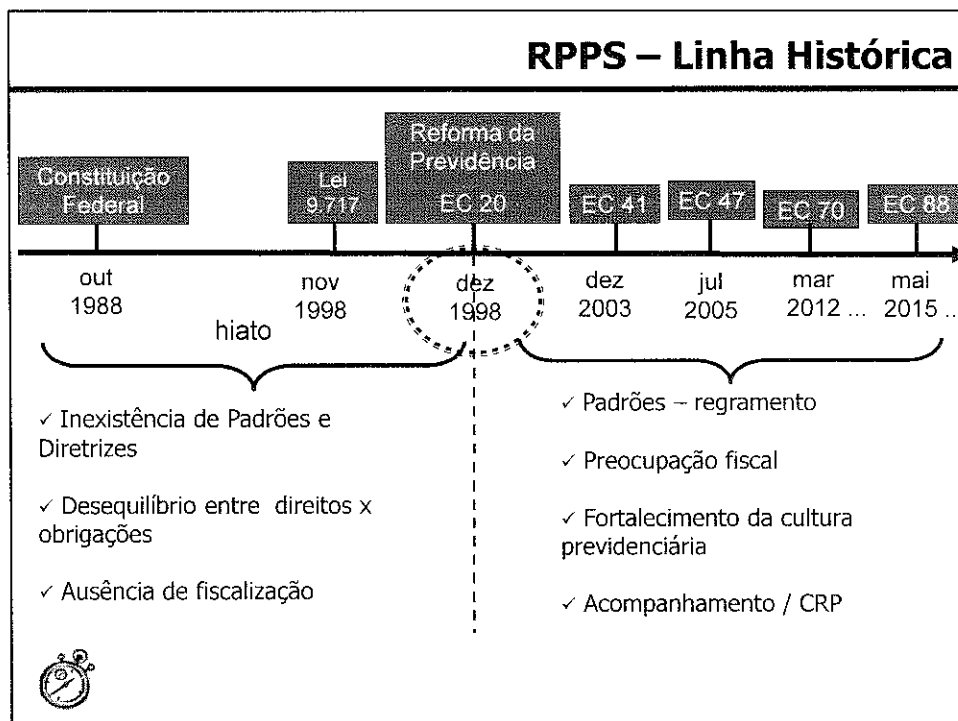 RPPS – Linha Histórica
Constituição
Federal
Lei
9.717
Reforma da
Previdência
EC 20
EC 41
EC 47
EC 70
EC 88
out
1988
nov
1998
dez
1998
dez
2003
jul
2005
mar
2012 ...
mai
2015 ..
hiato
✓ Inexistência de Padrões e
Diretrizes
✓ Desequilíbrio entre direitos x
obrigações
✓ Ausência de fiscalização
✓ Padrões – regramento
✓ Preocupação fiscal
✓ Fortalecimento da cultura
previdenciária
✓ Acompanhamento / CRP